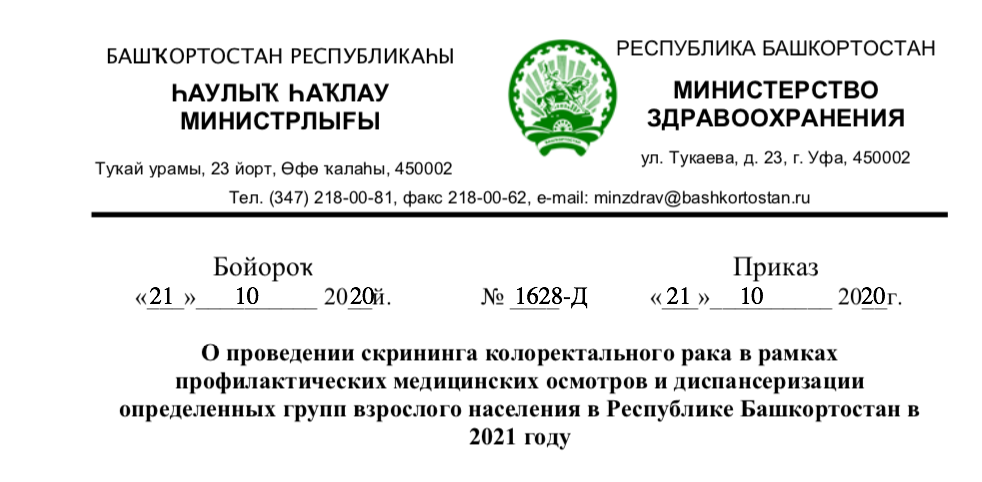 БАШҠОРТОСТАН РЕСПУБЛИКАҺЫ
ҺАУЛЫҠ ҺАҠЛАУ
МИНИСТРЛЫҒЫ
Туҡай урамы, 23 йорт, Өфө ҡалаһы, 450002
РЕСПУБЛИКА БАШКОРТОСТАН
МИНИСТЕРСТВО
ЗДРАВООХРАНЕНИЯ
ул. Тукаева, д. 23, г. Уфа, 450002
Тел. (347) 218-00-81, факс 218-00-62, e-mail: minzdrav@bashkortostan.ru
Бойороҡ Приказ
«21»__10__ 2020й. № 1628-Д «21»__10__ 2020г.
О проведении скрининга колоректального рака в рамках
профилактических медицинских осмотров и диспансеризации
определенных групп взрослого населения в Республике Башкортостан в
2021 году